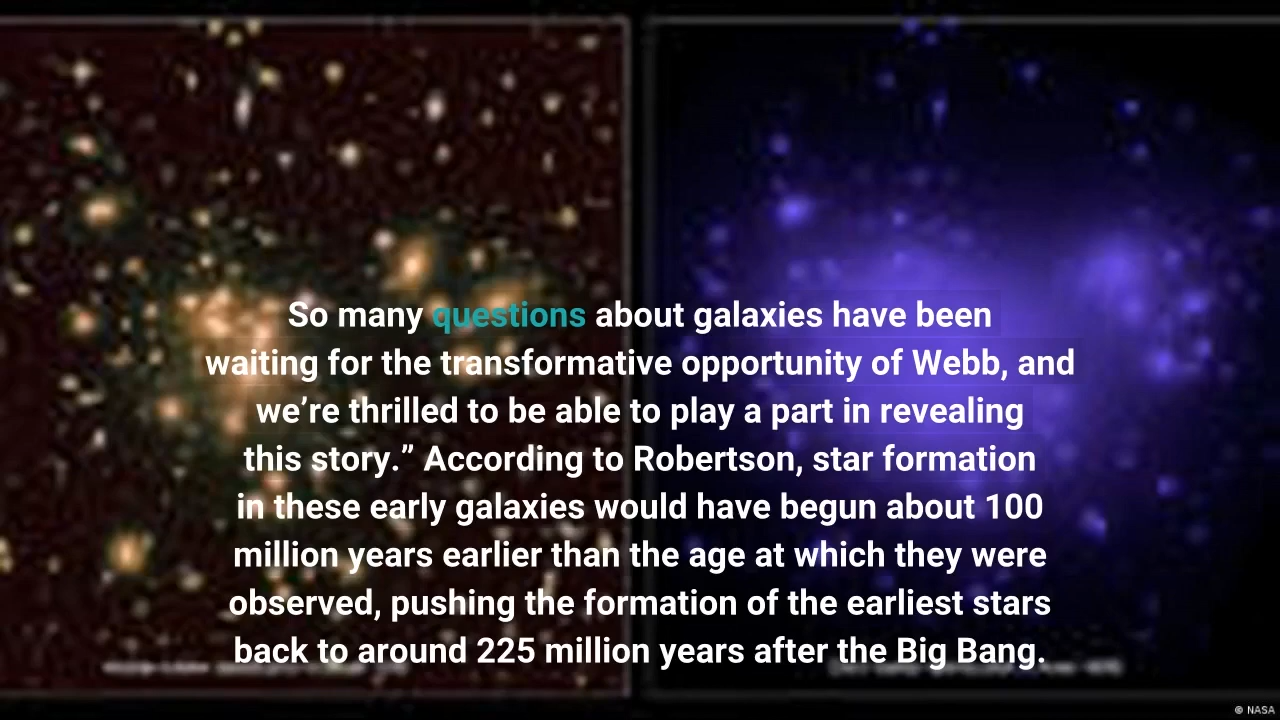 So many questions about galaxies have been
waiting for the transformative opportunity of Webb, and
we’re thrilled to be able to play a part in revealing
this story.” According to Robertson, star formation
in these early galaxies would have begun about 100
million years earlier than the age at which they were
observed, pushing the formation of the earliest stars
back to around 225 million years after the Big Bang.
© NASA